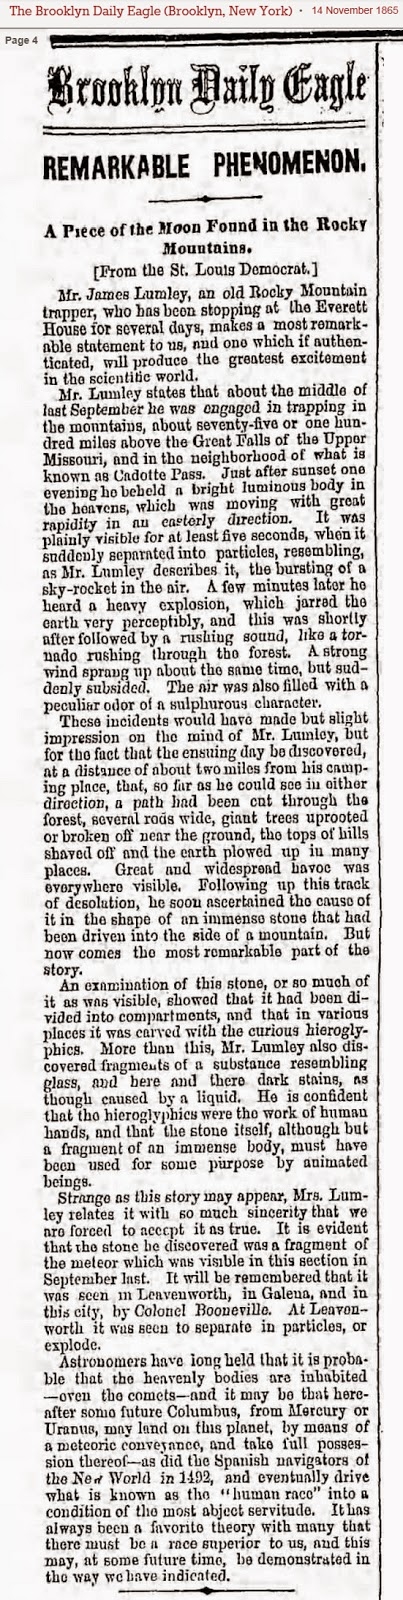 The Brooklyn Daily Eagle (Brooklyn, New York) · 14 November 1865
Page 4
Brooklyn Daily Eagle
REMARKABLE PHENOMENON.
A Piece of the Moon Found in the Rocky
Mountains.
[From the St. Louis Democrat.]
Mr. James Lumley, an old Rocky Mountain
trapper, who has been stopping at the Everett
House for several days, makes a most remark-
able statement to us, and one which if authen-
ticated, will produce the greatest excitement
in the scientific world.
Mr. Lumley states that about the middle of
last September he was engaged in trapping in
the mountains, about seventy-five or one hun-
dred miles above the Great Falls of the Upper
Missouri, and in the neighborhood of what is
known as Cadotte Pass. Just after sunset one
evening he beheld a bright luminous body in
the heavens, which was moving with great
rapidity in an easterly direction. It was
plainly visible for at least five seconds, when it
suddenly separated into particles, resembling,
as Mr. Lumley describes it, the bursting of a
sky-rocket in the air. A few minutes later he
heard a heavy explosion, which jarred the
earth very perceptibly, and this was shortly
after followed by a rushing sound, like a tor-
nado rushing through the forest. A strong
wind sprang up about the same time, but sud-
denly subsided. The air was also filled with a
peculiar odor of a sulphurous character.
These incidents would have made but slight
impression on the mind of Mr. Lumley, but
for the fact that the ensuing day he discovered,
at a distance of about two miles from his camp-
ing place, that, so far as he could see in either
direction, a path had been cut through the
forest, several rods wide, giant trees uprooted
or broken off near the ground, the tops of hills
shaved off and the earth plowed up in many
places. Great and widespread havoc was
everywhere visible. Following up this track
of desolation, he soon ascertained the cause of
it in the shape of an immense stone that had
been driven into the side of a mountain. But
now comes the most remarkable part of the
story.
An examination of this stone, or so much of
it as was visible, showed that it had been di-
vided into compartments, and that in various
places it was carved with the curious hierogly-
phics. More than this, Mr. Lumley also dis-
covered fragments of a substance resembling
glass, and here and there dark stains, as
though caused by a liquid. He is confident
that the hieroglyphics were the work of human
hands, and that the stone itself, although but
a fragment of an immense body, must have
been used for some purpose by animated
beings.
Strange as this story may appear, Mrs. Lum-
ley relates it with so much sincerity that we
are forced to accept it as true. It is evident
that the stone he discovered was a fragment of
the meteor which was visible in this section in
September last. It will be remembered that it
was seen in Leavenworth, in Galena, and in
this city, by Colonel Booneville. At Leaven-
worth it was seen to separate in particles, or
explode.
Astronomers have long held that it is proba-
ble that the heavenly bodies are inhabited
—even the comets—and it may be that here-
after some future Columbus, from Mercury or
Uranus, may land on this planet, by means of
a meteoric conveyance, and take full posses-
sion thereof—as did the Spanish navigators of
the New World in 1492, and eventually drive
what is known as the "human race" into a
condition of the most abject servitude. It has
always been a favorite theory with many that
there must be a race superior to us, and this
may, at some future time, be demonstrated in
the way we have indicated.